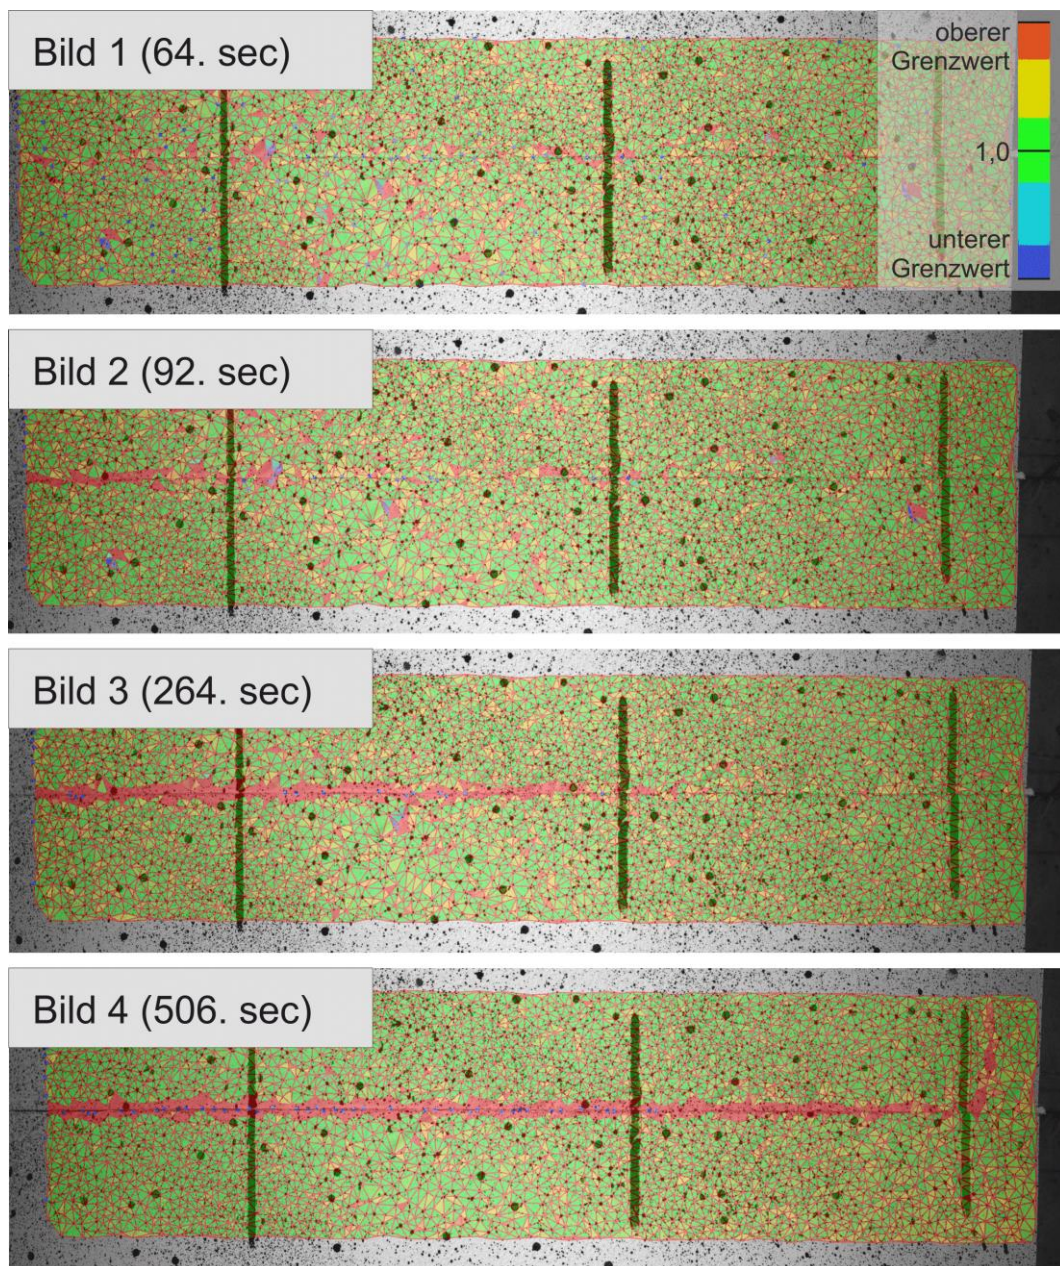 Bild 1 (64. sec)
oberer
Grenzwert
1,0
unterer
Grenzwert
Bild 2 (92. sec)
Bild 3 (264. sec)
Bild 4 (506. sec)